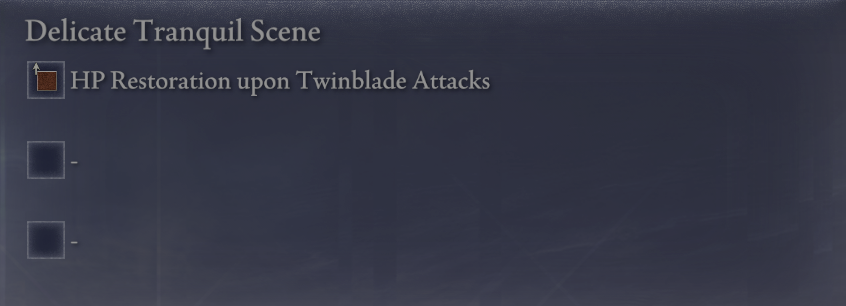 Delicate Tranquil Scene
HP Restoration upon Twinblade Attacks
-
-